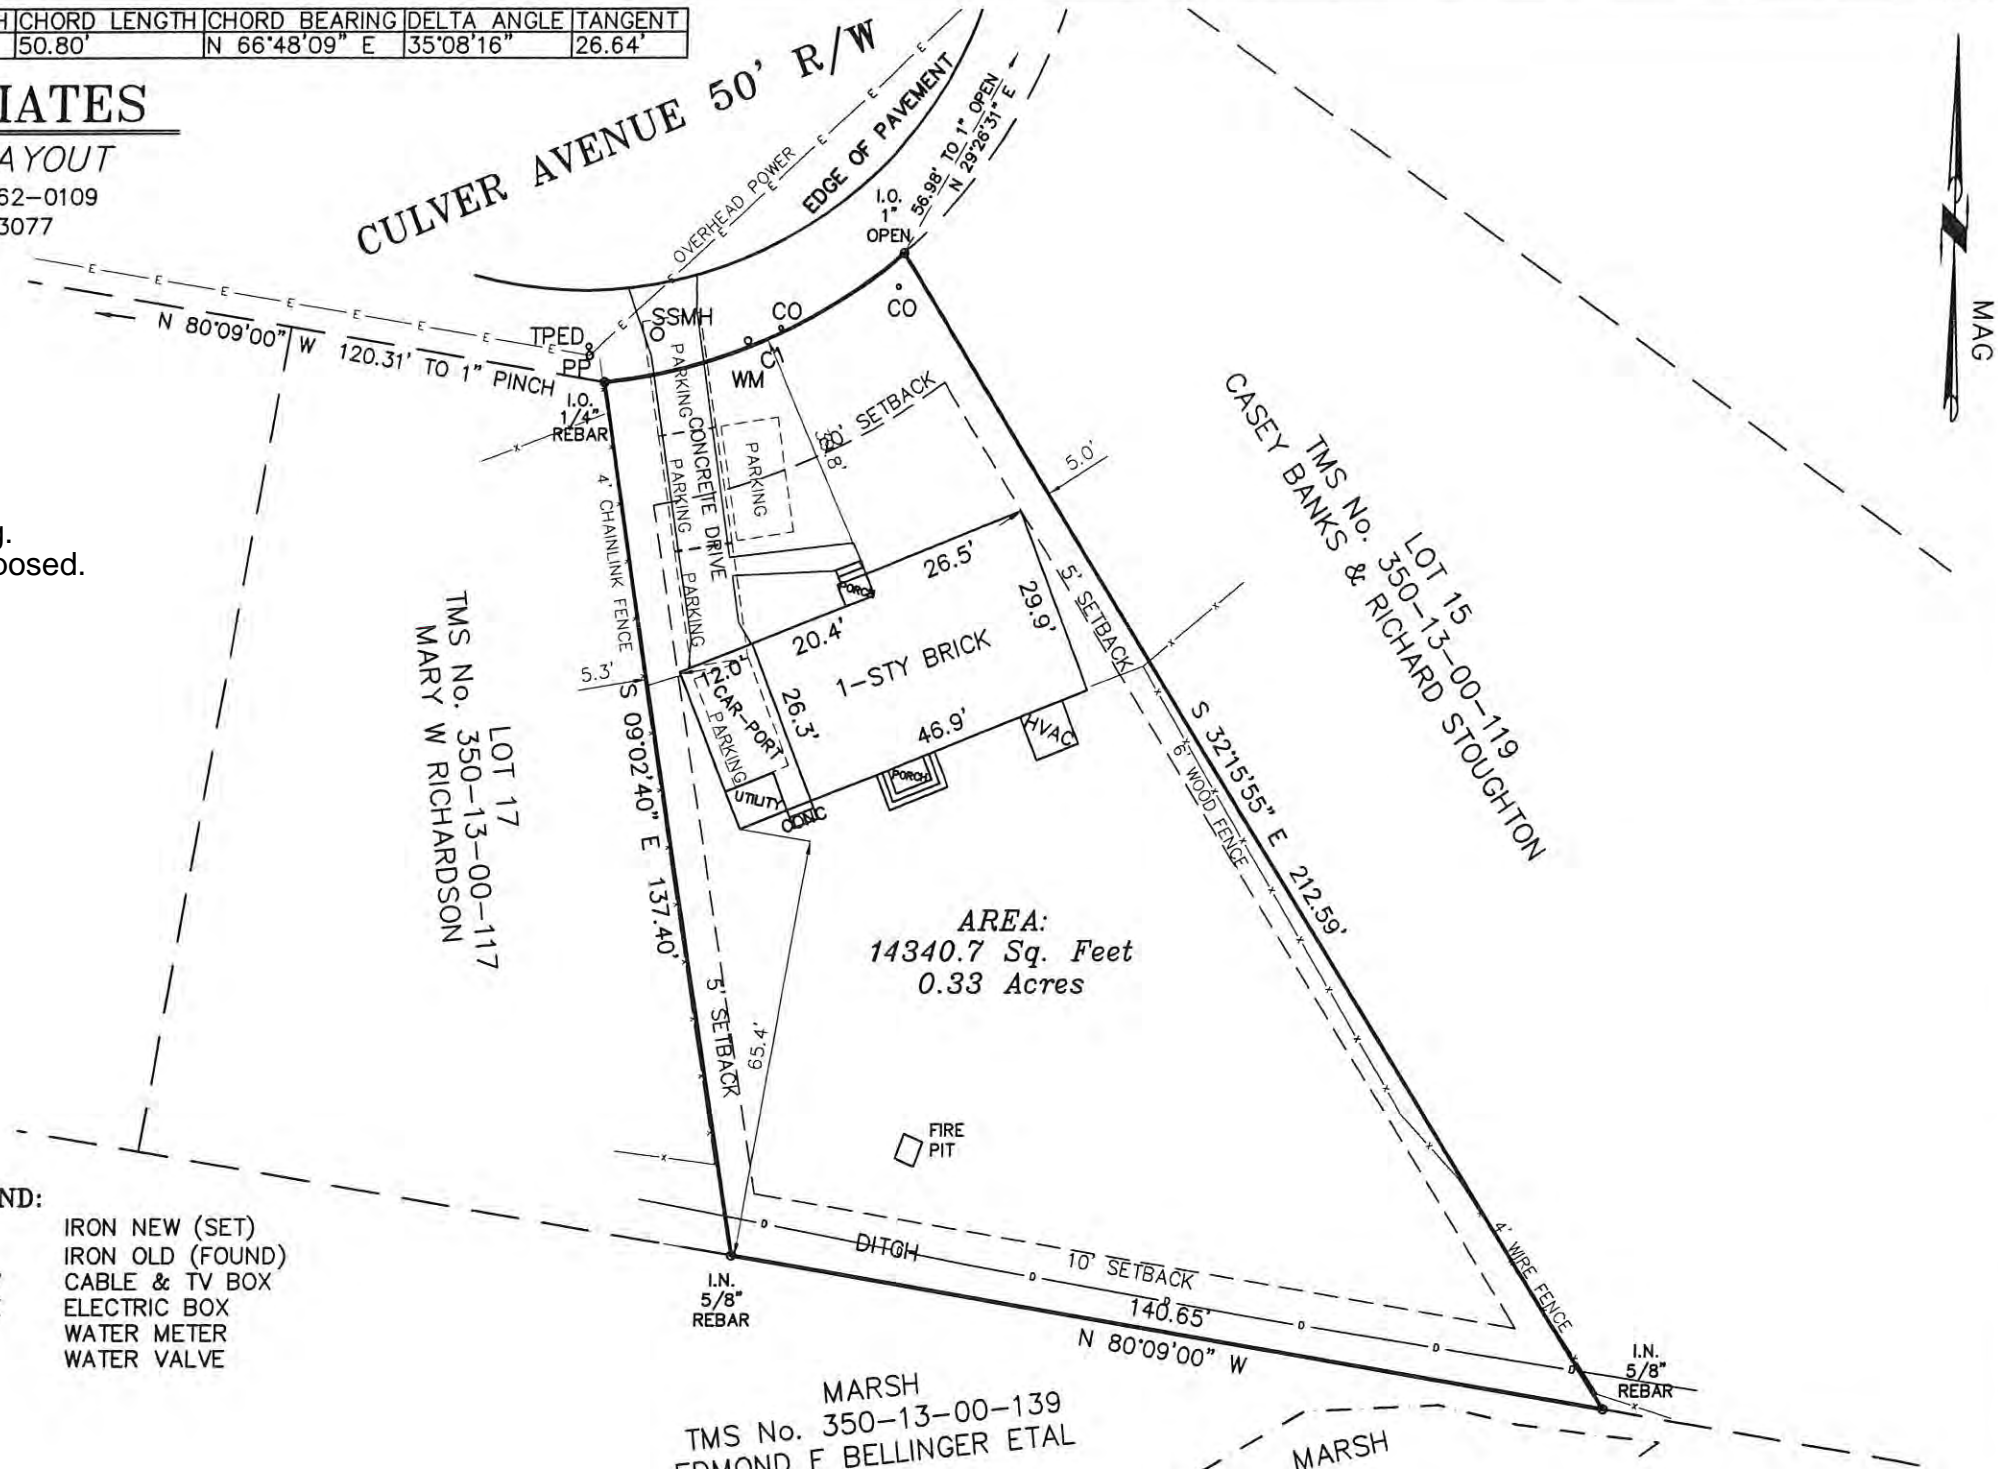 CHORD LENGTH CHORD BEARING DELTA ANGLE TANGENT
50.80' N 66°48'09" E 35°08'16" 26.64'
IATES
AYOUT
62-0109
3077
CULVER AVENUE 50' R/W
OVERHEAD POWER
EDGE OF PAVEMENT
56.98' TO 1" OPEN
N 29°26'31" E
I.O.
1"
OPEN
CO
CO
SSMH
C1
WM
TPED
PP
N 80°09'00" W 120.31' TO 1" PINCH
I.O.
1/4"
REBAR
MAG
PARKING
PARKING
PARKING
PARKING
CONCRETE DRIVE
SETBACK
5.0'
4' CHAINLINK FENCE
g.
posed.
PORCH
26.5'
29.9'
20.4'
1-STY BRICK
46.9'
26.3'
12.0'
CAR-PORT
PARKING
UTILITY
CONC
PORCH
HVAC
5' SETBACK
5.3'
S 09°02'40" E 137.40'
LOT 17
TMS No. 350-13-00-117
MARY W RICHARDSON
LOT 15
TMS No. 350-13-00-119
CASEY BANKS & RICHARD STOUGHTON
S 32°15'55" E 212.59'
6' WOOD FENCE
AREA:
14340.7 Sq. Feet
0.33 Acres
5' SETBACK
65.4'
FIRE
PIT
DITCH
10' SETBACK
140.65'
N 80°09'00" W
4' WIRE FENCE
I.N.
5/8"
REBAR
I.N.
5/8"
REBAR
ND:
IRON NEW (SET)
IRON OLD (FOUND)
CABLE & TV BOX
ELECTRIC BOX
WATER METER
WATER VALVE
MARSH
TMS No. 350-13-00-139
EDMOND F BELLINGER ETAL
MARSH